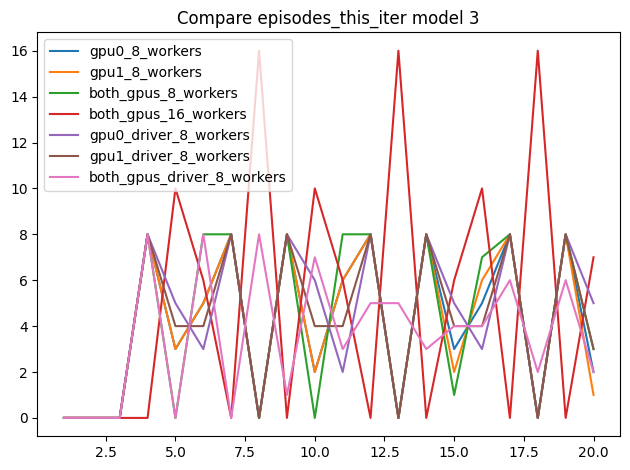 Compare episodes_this_iter model 3
16
14
12
10
8
6
4
2
0
gpu0_8_workers
gpu1_8_workers
both_gpus_8_workers
both_gpus_16_workers
gpu0_driver_8_workers
gpu1_driver_8_workers
both_gpus_driver_8_workers
2.5 5.0 7.5 10.0 12.5 15.0 17.5 20.0